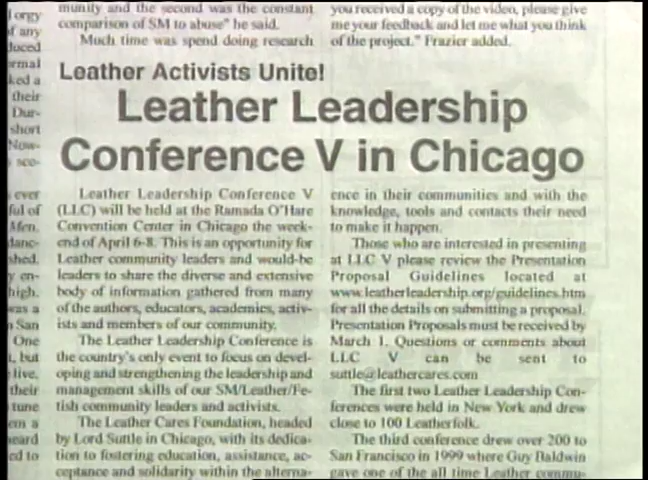 munity and the second was the constant
comparison of SM to abuse" he said.
Much time was spend doing research
you received a copy of the video, please give
me your feedback and let me what you think
of the project." Frazier added.
Leather Activists Unite!
Leather Leadership
Conference V in Chicago
Leather Leadership Conference V
(LLC) will be held at the Ramada O'Hare
Convention Center in Chicago the week-
end of April 6-8. This is an opportunity for
Leather community leaders and would-be
leaders to share the diverse and extensive
body of information gathered from many
of the authors, educators, academics, activ-
ists and members of our community.
The Leather Leadership Conference is
the country's only event to focus on devel-
oping and strengthening the leadership and
management skills of our SM/Leather/Fe-
tish community leaders and activists.
The Leather Cares Foundation, headed
by Lord Suttle in Chicago, with its dedica-
tion to fostering education, assistance, ac-
ceptance and solidarity within the alterna-
ence in their communities and with the
knowledge, tools and contacts their need
to make it happen.
Those who are interested in presenting
at LLC V please review the Presentation
Proposal Guidelines located at
www.leatherleadership.org/guidelines.htm
for all the details on submitting a proposal.
Presentation Proposals must be received by
March 1. Questions or comments about
LLC V can be sent to
suttle@leathercares.com
The first two Leather Leadership Con-
ferences were held in New York and drew
close to 100 Leatherfolk.
The third conference drew over 200 to
San Francisco in 1999 where Guy Baldwin
gave one of the all time Leather commu-